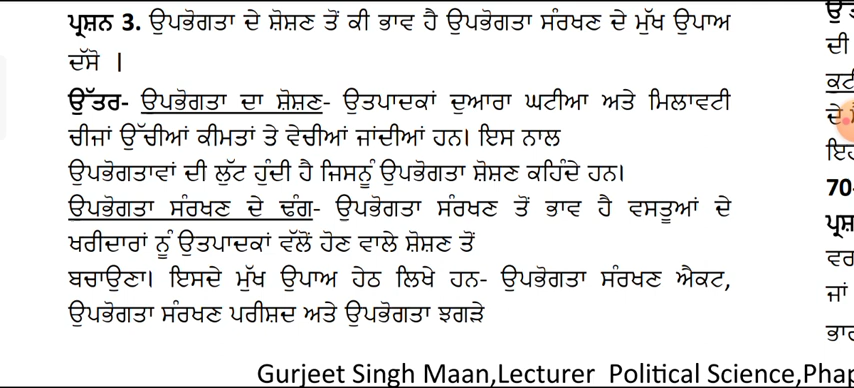 ਪ੍ਰਸ਼ਨ 3. ਉਪਭੋਗਤਾ ਦੇ ਸ਼ੋਸ਼ਣ ਤੋਂ ਕੀ ਭਾਵ ਹੈ ਉਪਭੋਗਤਾ ਸੰਰਖਣ ਦੇ ਮੁੱਖ ਉਪਾਅ
ਦੱਸੋ |
ਉੱਤਰ- ਉਪਭੋਗਤਾ ਦਾ ਸ਼ੋਸ਼ਣ- ਉਤਪਾਦਕਾਂ ਦੁਆਰਾ ਘਟੀਆ ਅਤੇ ਮਿਲਾਵਟੀ
ਚੀਜਾਂ ਉੱਚੀਆਂ ਕੀਮਤਾਂ ਤੇ ਵੇਚੀਆਂ ਜਾਂਦੀਆਂ ਹਨ। ਇਸ ਨਾਲ
ਉਪਭੋਗਤਾਵਾਂ ਦੀ ਲੁੱਟ ਹੁੰਦੀ ਹੈ ਜਿਸਨੂੰ ਉਪਭੋਗਤਾ ਸ਼ੋਸ਼ਣ ਕਹਿੰਦੇ ਹਨ।
ਉਪਭੋਗਤਾ ਸੰਰਖਣ ਦੇ ਢੰਗ- ਉਪਭੋਗਤਾ ਸੰਰਖਣ ਤੋਂ ਭਾਵ ਹੈ ਵਸਤੂਆਂ ਦੇ
ਖਰੀਦਾਰਾਂ ਨੂੰ ਉਤਪਾਦਕਾਂ ਵੱਲੋਂ ਹੋਣ ਵਾਲੇ ਸ਼ੋਸ਼ਣ ਤੋਂ
ਬਚਾਉਣਾ। ਇਸਦੇ ਮੁੱਖ ਉਪਾਅ ਹੇਠ ਲਿਖੇ ਹਨ- ਉਪਭੋਗਤਾ ਸੰਰਖਣ ਐਕਟ,
ਉਪਭੋਗਤਾ ਸੰਰਖਣ ਪਰੀਸ਼ਦ ਅਤੇ ਉਪਭੋਗਤਾ ਝਗੜੇ
Gurjeet Singh Maan,Lecturer Political Science,Phap
ਦੀ
70
ਜਾਂ